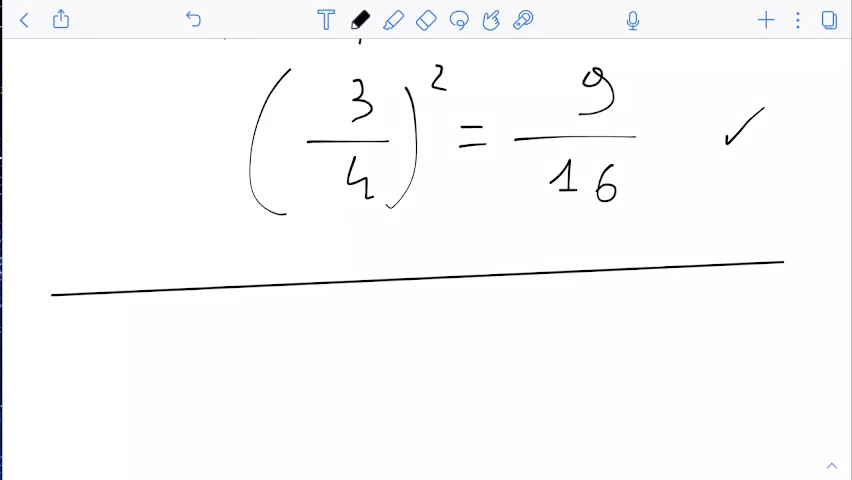 (3/4)² = 9/16 ✓